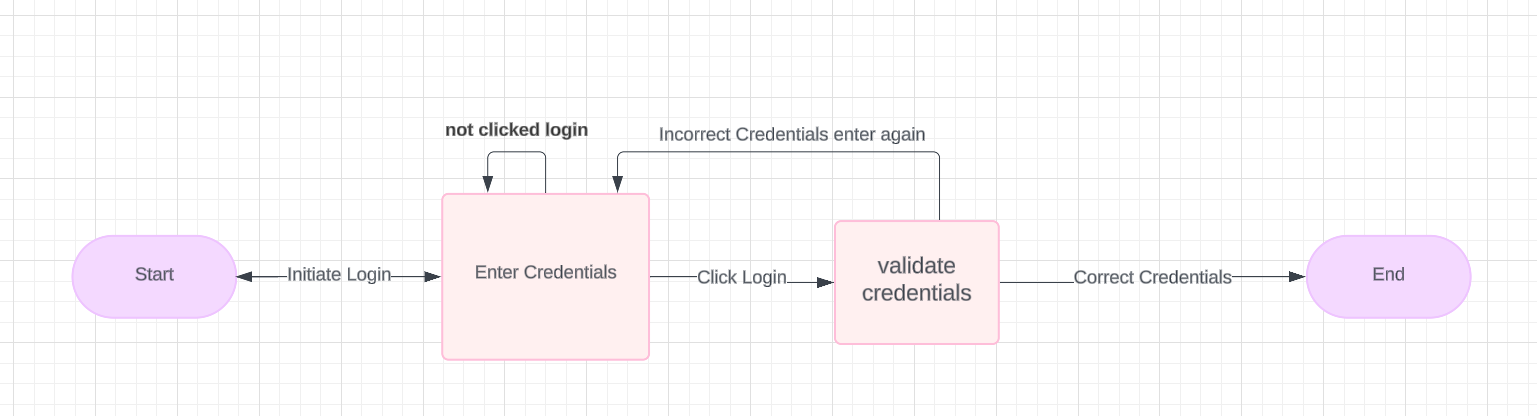 not clicked login
Incorrect Credentials enter again
Start
Initiate Login
Enter Credentials
Click Login
validate
credentials
Correct Credentials
End